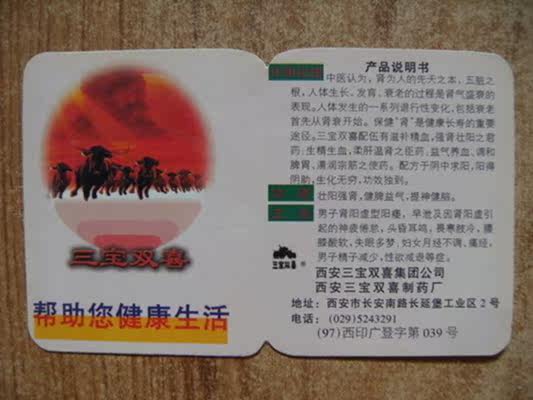 三宝双喜
帮助您健康生活
产品说明书
中医认为，肾为人的先天之本，五脏之
根，人体生长、发育、衰老的过程是肾气盛衰的
表现。人体发生的一系列退行性变化，包括衰老
首先从肾衰开始。保健“肾”是健康长寿的重要
途径。三宝双喜配伍有滋补精血，强肾壮阳之君
药；生精生血，柔肝温肾之臣药；益气养血、调和
脾胃，濡润宗筋之使药。配方于阴中求阳，阳得
阴助，生化无穷，功效独到。
壮阳强肾，健脾益气，提神健脑。
男子肾阳虚型阳痿，早泄及因肾阳虚引
起的神疲倦怠，头昏耳鸣，畏寒肢冷，腰
膝酸软，失眠多梦，妇女月经不调、痛经，
男子精子减少，性欲减退等症。
三宝双喜®
西安三宝双喜集团公司
西安三宝双喜制药厂
地址：西安市长安南路长延堡工业区2号
电话：(029)5243291
(97)西印广登字第039号